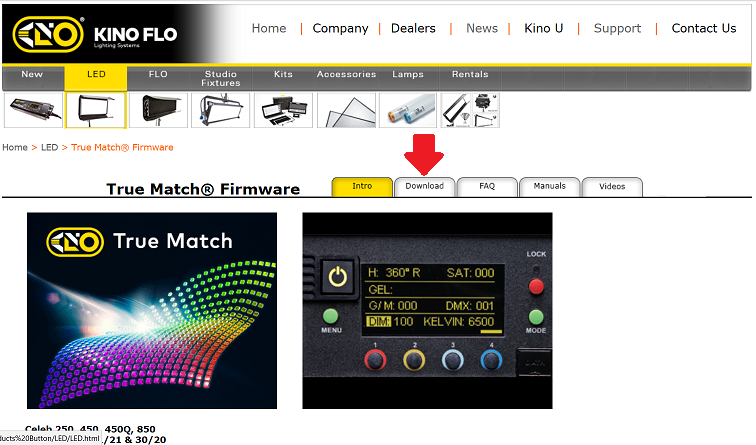 KINO FLO
Lighting Systems
Home | Company | Dealers | News | Kino U | Support | Contact Us
New LED FLO Studio Fixtures Kits Accessories Lamps Rentals
Home > LED > True Match® Firmware
True Match® Firmware
Intro Download FAQ Manuals Videos
True Match
LOCK
H: 360° R SAT: 000
GEL:
G/M: 000 DMX: 001
DIM: 100 KELVIN: 6500
MENU
MODE
1 2 3 4
DATA
Celeb 250, 450, 450Q, 850
ducts%20Button/LED/LED.html
/21 & 30/20